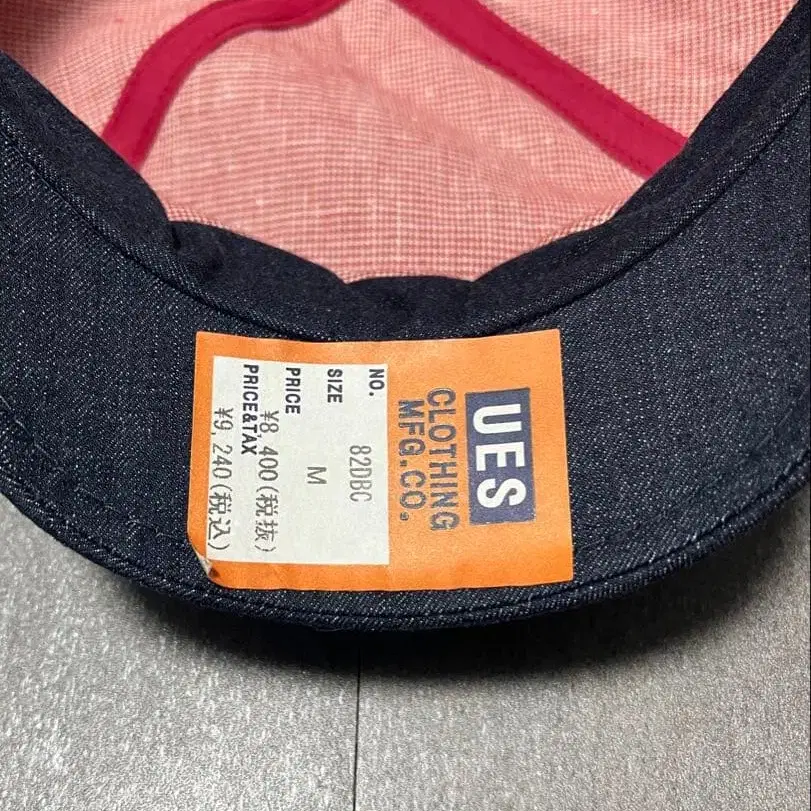 UES
CLOTHING
MFG.CO.
NO. 82DBC
SIZE M
PRICE
¥8,400(税抜)
PRICE&TAX
¥9,240(税込)